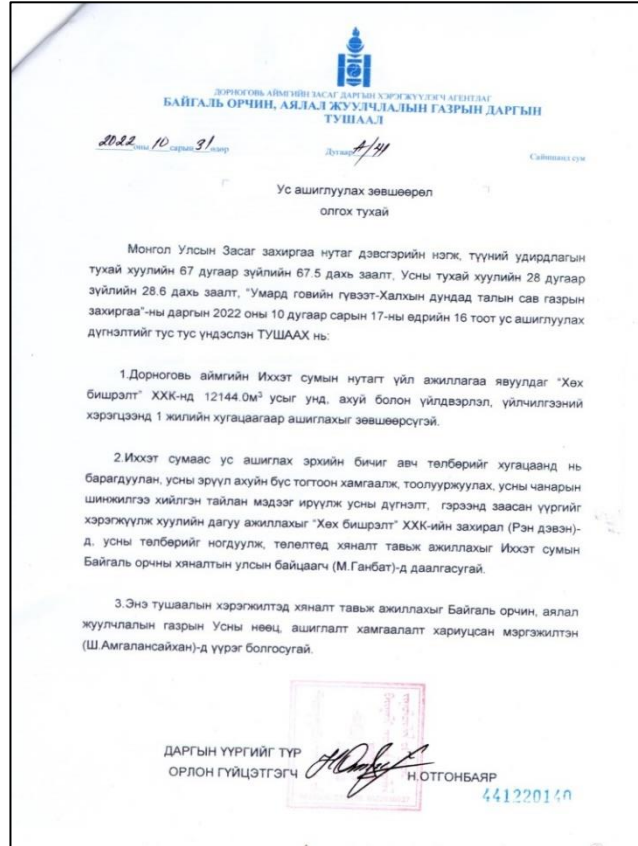 ДОРНОГОВЬ АЙМГИЙН ЗАСАГ ДАРГЫН ХЭРЭГЖҮҮЛЭГЧ АГЕНТЛАГ
БАЙГАЛЬ ОРЧИН, АЯЛАЛ ЖУУЛЧЛАЛЫН ГАЗРЫН ДАРГЫН
ТУШААЛ
2022 оны 10 сарын 31 өдөр Дугаар А/41 Сайншанд сум
Ус ашиглуулах зөвшөөрөл
олгох тухай
Монгол Улсын Засаг захиргаа нутаг дэвсгэрийн нэгж, түүний удирдлагын
тухай хуулийн 67 дугаар зүйлийн 67.5 дахь заалт, Усны тухай хуулийн 28 дугаар
зүйлийн 28.6 дахь заалт, "Умард говийн гүвээт-Халхын дундад талын сав газрын
захиргаа"-ны даргын 2022 оны 10 дугаар сарын 17-ны өдрийн 16 тоот ус ашиглуулах
дүгнэлтийг тус тус үндэслэн ТУШААХ нь:
1.Дорноговь аймгийн Иххэт сумын нутагт үйл ажиллагаа явуулдаг "Хөх
бишрэлт" ХХК-нд 12144.0м³ усыг унд, ахуй болон үйлдвэрлэл, үйлчилгээний
хэрэгцээнд 1 жилийн хугацаагаар ашиглахыг зөвшөөрсүгэй.
2.Иххэт сумаас ус ашиглах эрхийн бичиг авч төлбөрийг хугацаанд нь
барагдуулан, усны эрүүл ахуйн бүс тогтоон хамгаалж, тоолууржуулах, усны чанарын
шинжилгээ хийлгэн тайлан мэдээг ирүүлж усны дүгнэлт, гэрээнд заасан үүргийг
хэрэгжүүлж хуулийн дагуу ажиллахыг "Хөх бишрэлт" ХХК-ийн захирал (Рэн дэвэн)-
д, усны төлбөрийг ногдуулж, төлөлтөд хяналт тавьж ажиллахыг Иххэт сумын
Байгаль орчны хяналтын улсын байцаагч (М.Ганбат)-д даалгасугай.
3.Энэ тушаалын хэрэгжилтэд хяналт тавьж ажиллахыг Байгаль орчин, аялал
жуулчлалын газрын Усны нөөц, ашиглалт хамгаалалт хариуцсан мэргэжилтэн
(Ш.Амгалансайхан)-д үүрэг болгосугай.
ДАРГЫН ҮҮРГИЙГ ТҮР
ОРЛОН ГҮЙЦЭТГЭГЧ Н.ОТГОНБАЯР
441220140